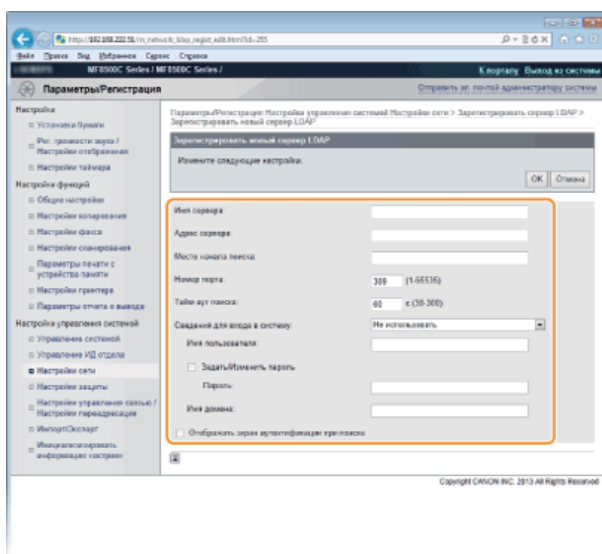 Файл Правка Вид Избранное Сервис Справка
MF8500C Series / MF8500C Series /
К порталу Выход из системы
Параметры/Регистрация
Отправить эл. почтой администратору системы
Настройка
Установки бумаги
Рег. громкости звука /
Настройки отображения
Настройки таймера
Настройки функций
Общие настройки
Настройки копирования
Настройки факса
Настройки сканирования
Параметры печати с
устройства памяти
Настройки принтера
Параметры отчета о выводе
Настройки управления системой
Управление системой
Управление ИД отдела
Настройки сети
Настройки защиты
Настройки управления связью /
Настройки переадресации
Импорт/Экспорт
Инициализировать
информацию настроек
Параметры/Регистрация: Настройки управления системой: Настройки сети > Зарегистрировать сервер LDAP >
Зарегистрировать новый сервер LDAP
Зарегистрировать новый сервер LDAP
Измените следующие настройки.
OK Отмена
Имя сервера:
Адрес сервера:
Место начала поиска:
Номер порта: 389 (1-65535)
Тайм-аут поиска: 60 с (30-300)
Сведения для входа в систему: Не использовать
Имя пользователя:
Задать/Изменить пароль
Пароль:
Имя домена:
Отображать экран аутентификации при поиске
Copyright CANON INC. 2013 All Rights Reserved